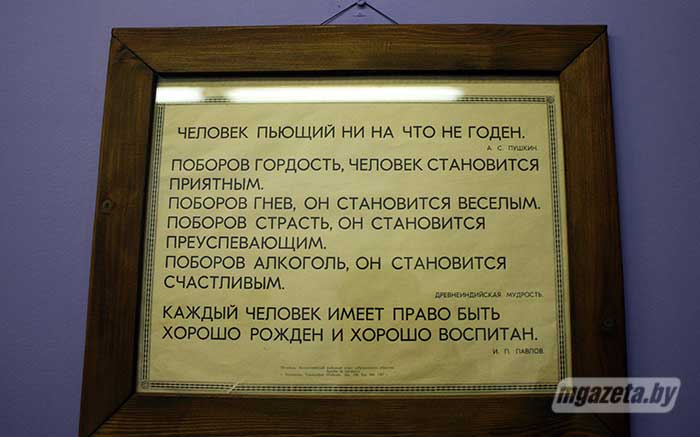 ЧЕЛОВЕК ПЬЮЩИЙ НИ НА ЧТО НЕ ГОДЕН.
А. С. ПУШКИН.
ПОБОРОВ ГОРДОСТЬ, ЧЕЛОВЕК СТАНОВИТСЯ
ПРИЯТНЫМ.
ПОБОРОВ ГНЕВ, ОН СТАНОВИТСЯ ВЕСЕЛЫМ.
ПОБОРОВ СТРАСТЬ, ОН СТАНОВИТСЯ
ПРЕУСПЕВАЮЩИМ.
ПОБОРОВ АЛКОГОЛЬ, ОН СТАНОВИТСЯ
СЧАСТЛИВЫМ.
ДРЕВНЕИНДИЙСКАЯ МУДРОСТЬ.
КАЖДЫЙ ЧЕЛОВЕК ИМЕЕТ ПРАВО БЫТЬ
ХОРОШО РОЖДЕН И ХОРОШО ВОСПИТАН.
И. П. ПАВЛОВ.
mgazeta.by